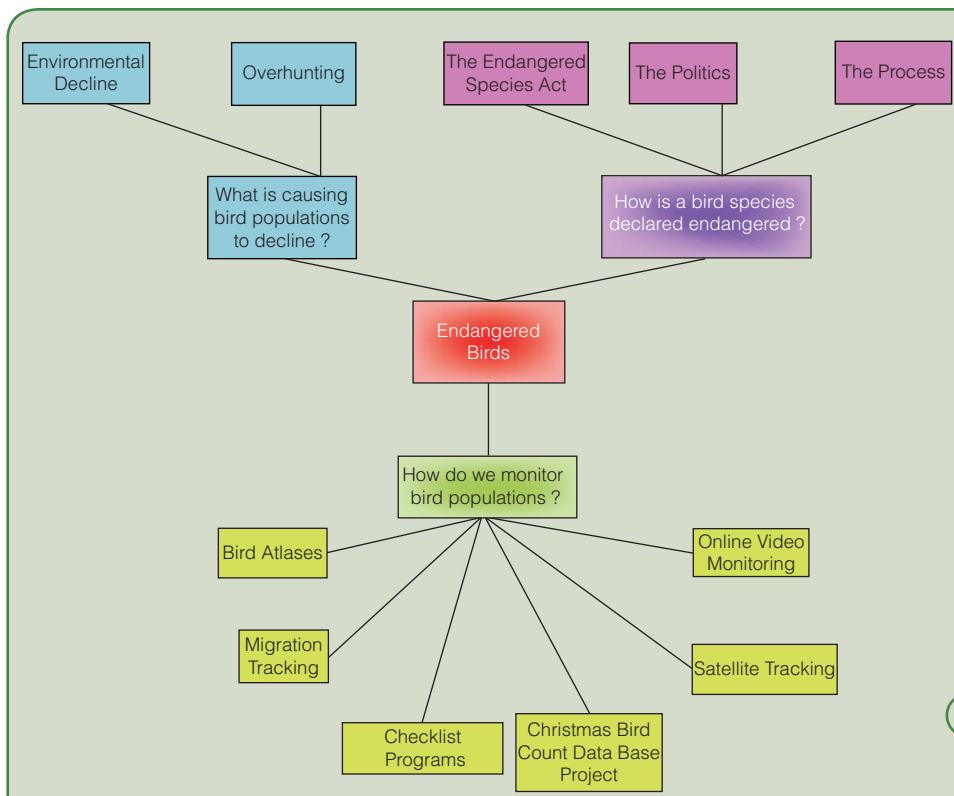 Environmental
Decline
Overhunting
The Endangered
Species Act
The Politics
The Process
What is causing
bird populations
to decline ?
How is a bird species
declared endangered ?
Endangered
Birds
How do we monitor
bird populations ?
Bird Atlases
Online Video
Monitoring
Migration
Tracking
Satellite Tracking
Checklist
Programs
Christmas Bird
Count Data Base
Project